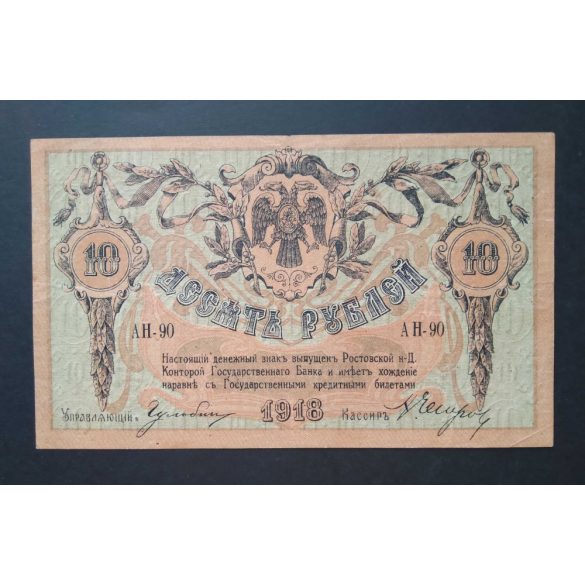 10 10
ДЕСЯТЬ РУБЛЕЙ
АН-90 АН-90
Настоящій денежный знакъ выпущенъ Ростовской н-Д.
Конторой Государственнаго Банка и имѣетъ хожденіе
наравнѣ съ Государственными кредитными билетами
Управляющій Гульбин 1918 Кассиръ